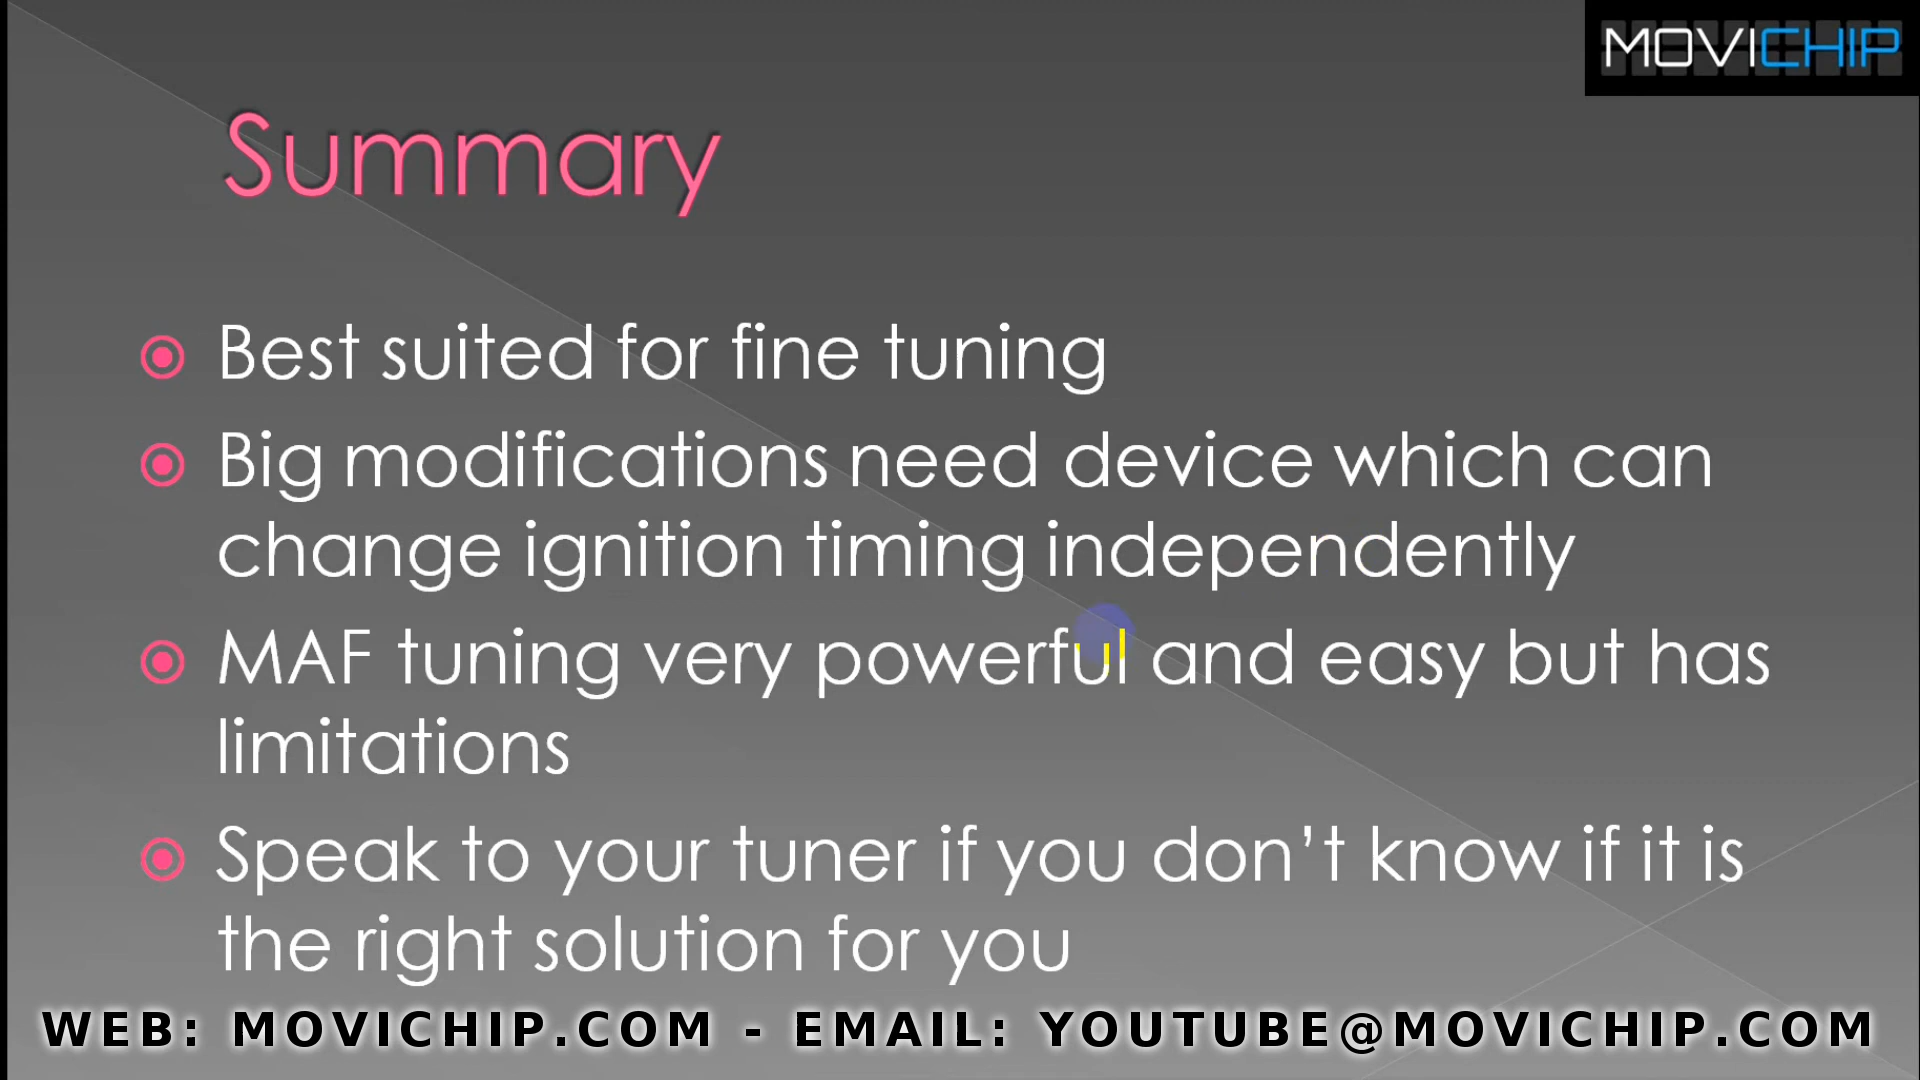 MOVICHIP
Summary
Best suited for fine tuning
Big modifications need device which can
change ignition timing independently
MAF tuning very powerful and easy but has
limitations
Speak to your tuner if you don’t know if it is
the right solution for you
WEB: MOVICHIP.COM - EMAIL: YOUTUBE@MOVICHIP.COM